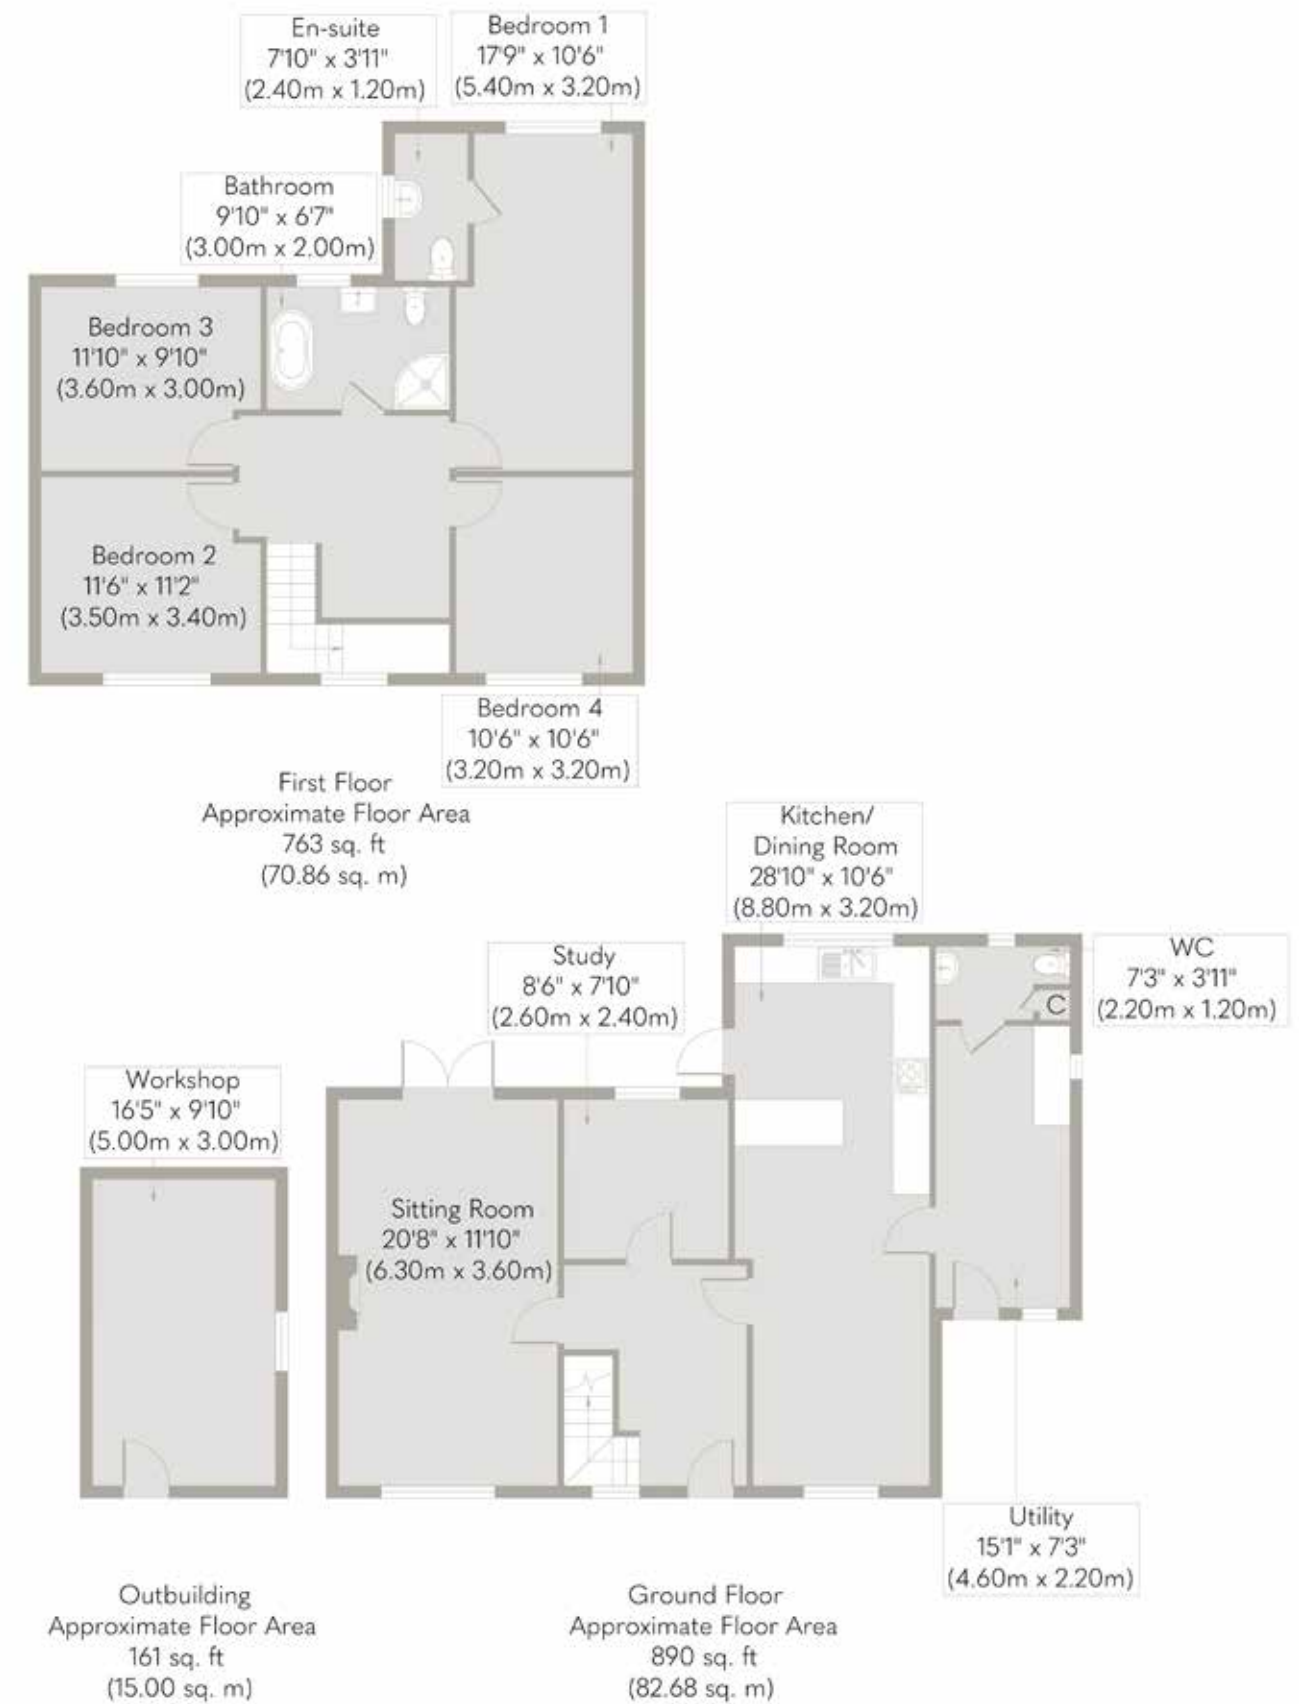 En-suite
7'10" x 3'11"
(2.40m x 1.20m)
Bedroom 1
17'9" x 10'6"
(5.40m x 3.20m)
Bathroom
9'10" x 6'7"
(3.00m x 2.00m)
Bedroom 3
11'10" x 9'10"
(3.60m x 3.00m)
Bedroom 2
11'6" x 11'2"
(3.50m x 3.40m)
Bedroom 4
10'6" x 10'6"
(3.20m x 3.20m)
First Floor
Approximate Floor Area
763 sq. ft
(70.86 sq. m)
Kitchen/
Dining Room
28'10" x 10'6"
(8.80m x 3.20m)
Study
8'6" x 7'10"
(2.60m x 2.40m)
WC
7'3" x 3'11"
(2.20m x 1.20m)
C
Workshop
16'5" x 9'10"
(5.00m x 3.00m)
Sitting Room
20'8" x 11'10"
(6.30m x 3.60m)
Utility
15'1" x 7'3"
(4.60m x 2.20m)
Outbuilding
Approximate Floor Area
161 sq. ft
(15.00 sq. m)
Ground Floor
Approximate Floor Area
890 sq. ft
(82.68 sq. m)